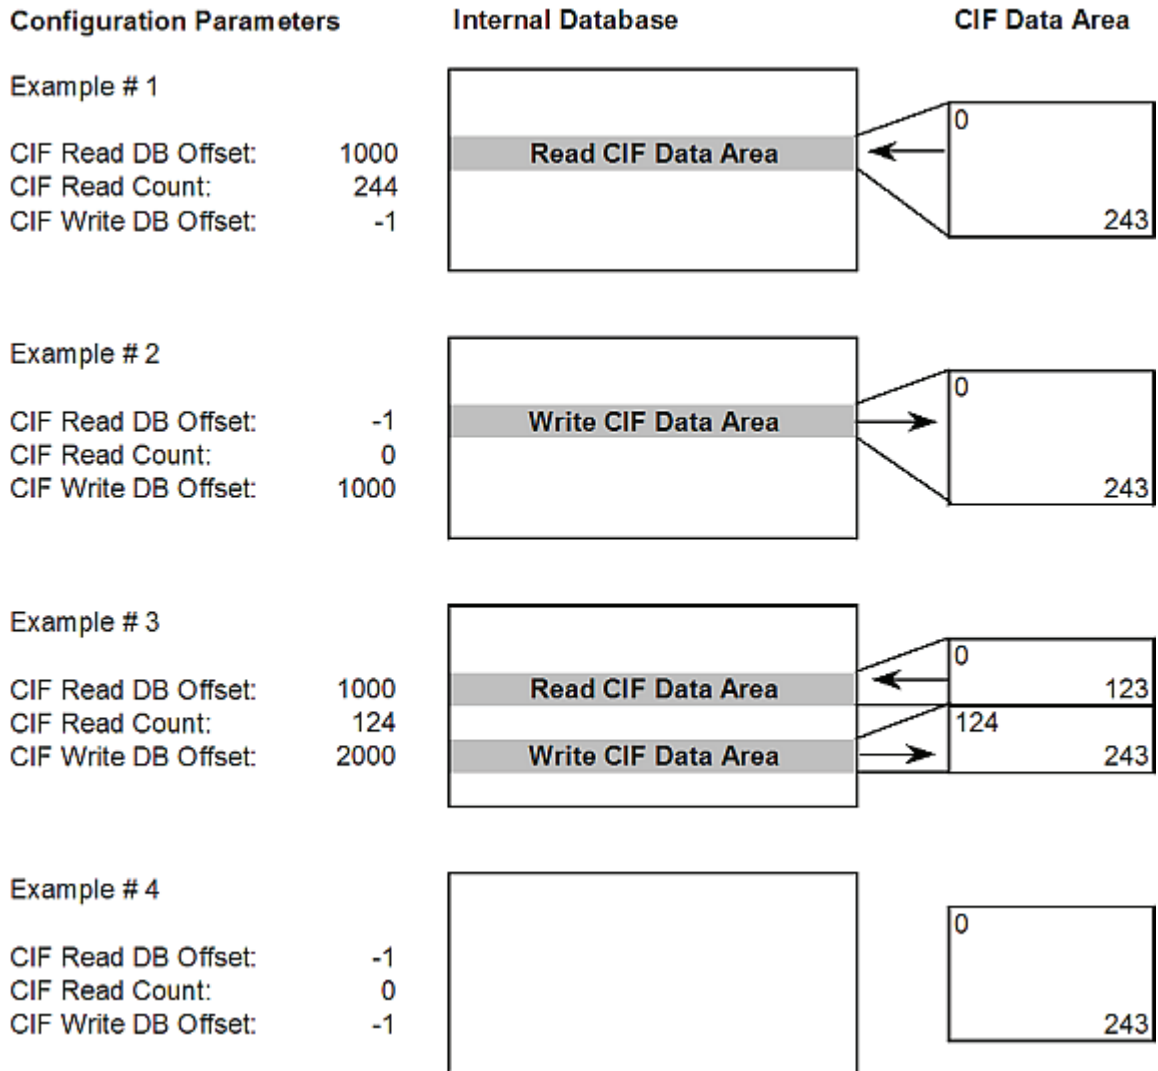 Configuration Parameters Internal Database CIF Data Area
Example # 1
0
CIF Read DB Offset: 1000 Read CIF Data Area
CIF Read Count: 244
CIF Write DB Offset: -1 243
Example # 2
0
CIF Read DB Offset: -1 Write CIF Data Area
CIF Read Count: 0
CIF Write DB Offset: 1000 243
Example # 3
0
CIF Read DB Offset: 1000 Read CIF Data Area 123
CIF Read Count: 124 124
CIF Write DB Offset: 2000 Write CIF Data Area 243
Example # 4
0
CIF Read DB Offset: -1
CIF Read Count: 0
CIF Write DB Offset: -1 243